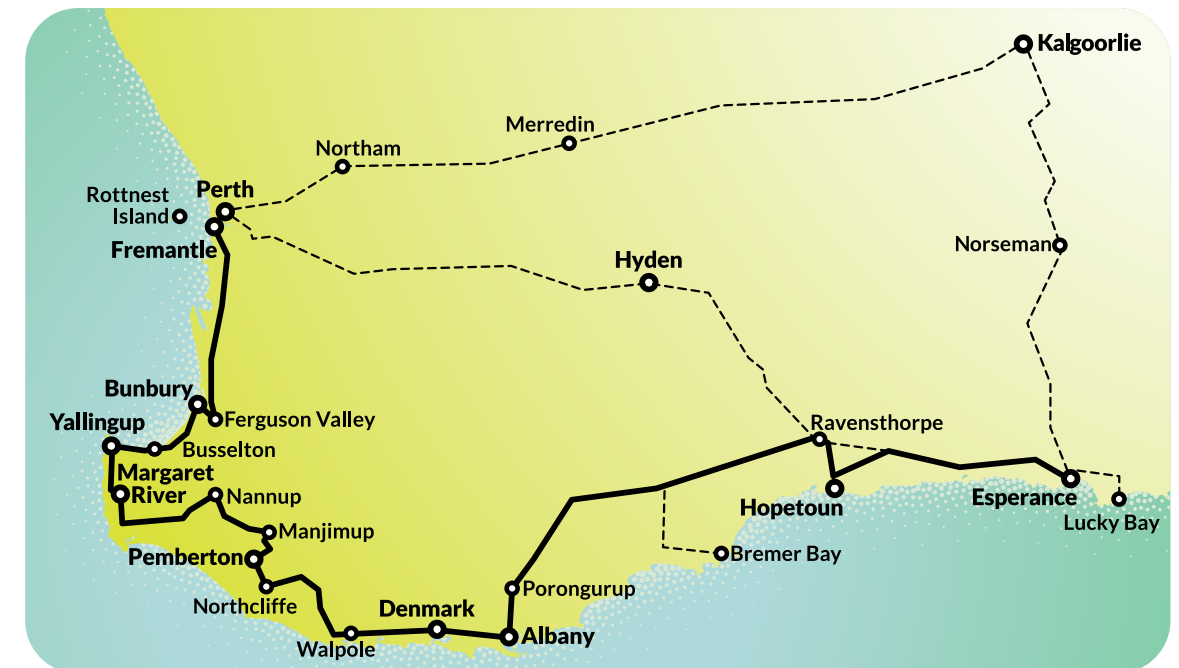 Kalgoorlie
Merredin
Northam
Perth
Rottnest
Island
Fremantle
Norseman
Hyden
Bunbury
Ferguson Valley
Yallingup
Busselton
Ravensthorpe
Margaret
River
Nannup
Esperance
Hopetoun
Lucky Bay
Manjimup
Pemberton
Bremer Bay
Porongurup
Northcliffe
Denmark
Albany
Walpole